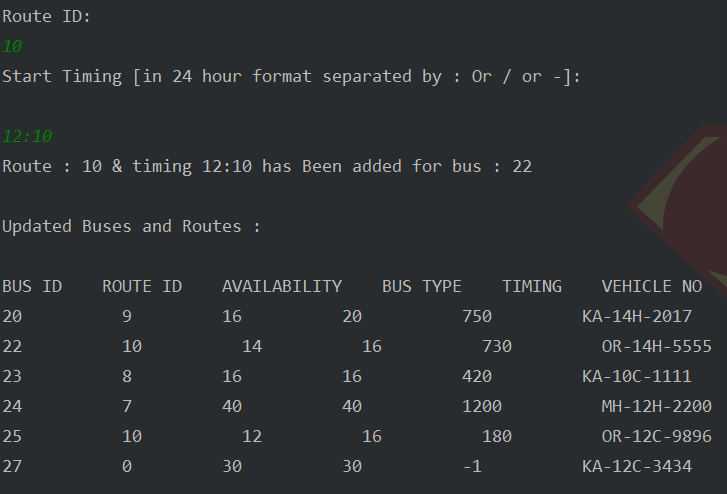 Route ID:
10
Start Timing [in 24 hour format separated by : Or / or -]:
12:10
Route : 10 & timing 12:10 has Been added for bus : 22
Updated Buses and Routes :
BUS ID    ROUTE ID    AVAILABILITY    BUS TYPE    TIMING    VEHICLE NO
20          9         16          20          750         KA-14H-2017
22          10          14          16          730         OR-14H-5555
23          8         16          16          420         KA-10C-1111
24          7         40          40          1200          MH-12H-2200
25          10          12          16          180         OR-12C-9896
27          0         30          30          -1          KA-12C-3434